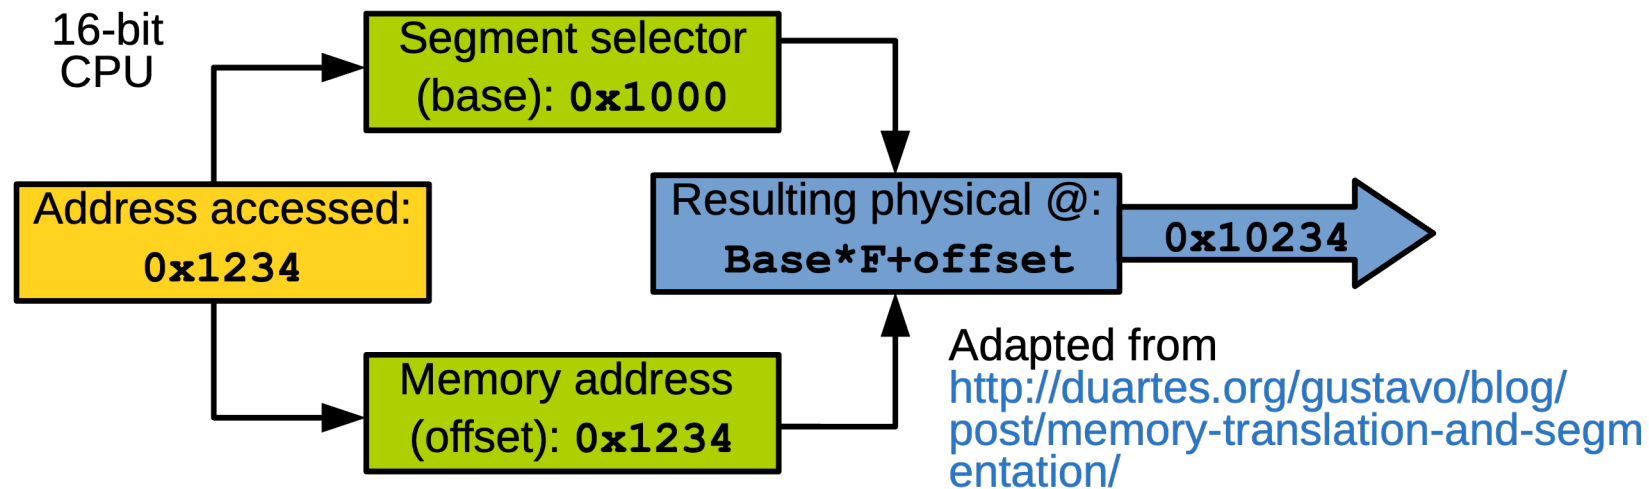 16-bit
CPU
Segment selector
(base): 0x1000
Address accessed:
0x1234
Resulting physical @:
Base*F+offset
0x10234
Memory address
(offset): 0x1234
Adapted from
http://duartes.org/gustavo/blog/
post/memory-translation-and-segm
entation/